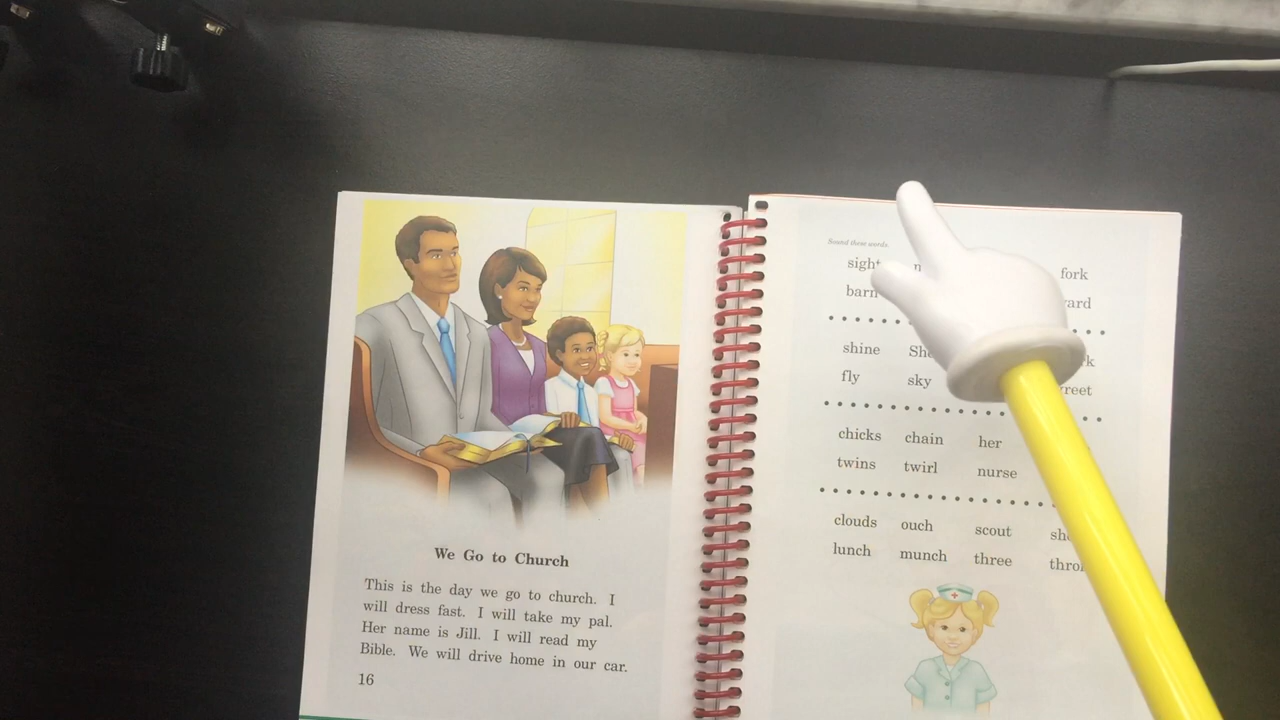 We Go to Church
This is the day we go to church. I
will dress fast. I will take my pal.
Her name is Jill. I will read my
Bible. We will drive home in our car.
16
Sound these words.
sight fork
barn
shine
fly sky
chicks chain her
twins twirl nurse
clouds ouch scout
lunch munch three